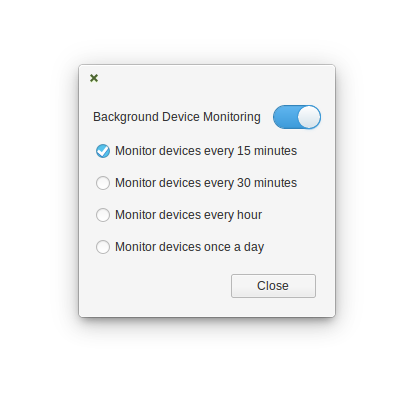 Background Device Monitoring
Monitor devices every 15 minutes
Monitor devices every 30 minutes
Monitor devices every hour
Monitor devices once a day
Close